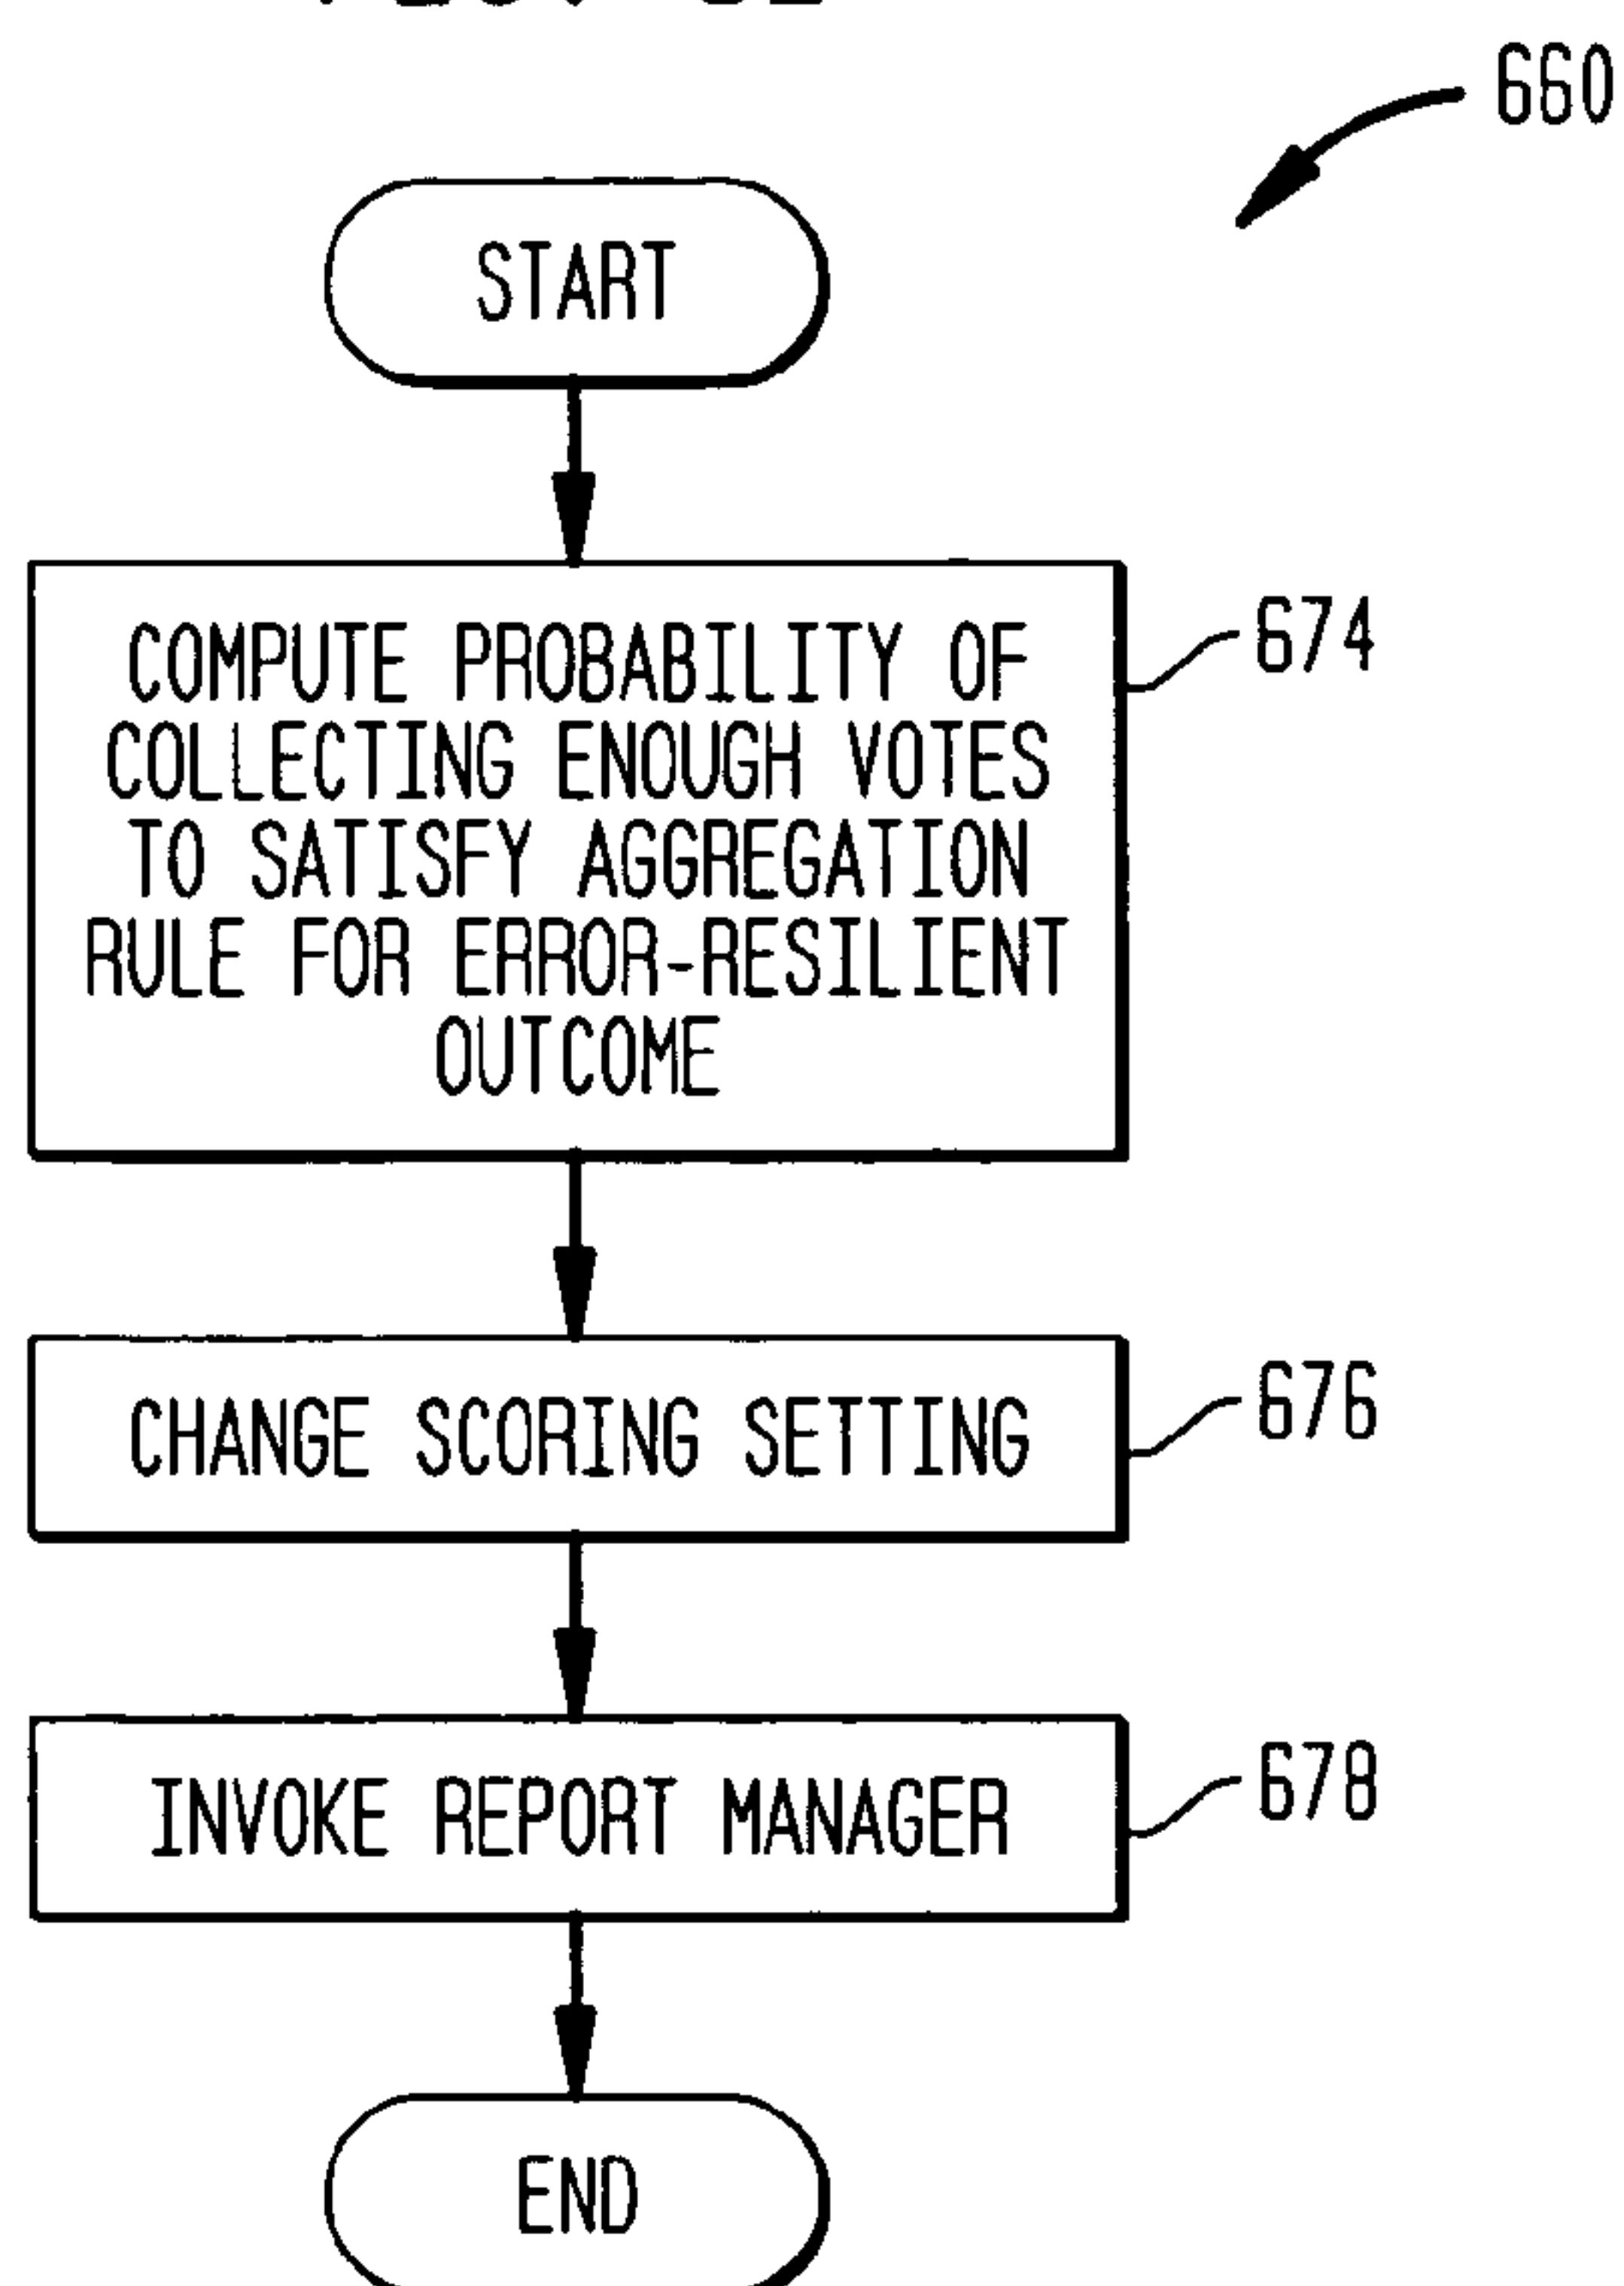 660
START
COMPUTE PROBABILITY OF
COLLECTING ENOUGH VOTES
TO SATISFY AGGREGATION
RULE FOR ERROR-RESILIENT
OUTCOME
674
CHANGE SCORING SETTING
676
INVOKE REPORT MANAGER
678
END